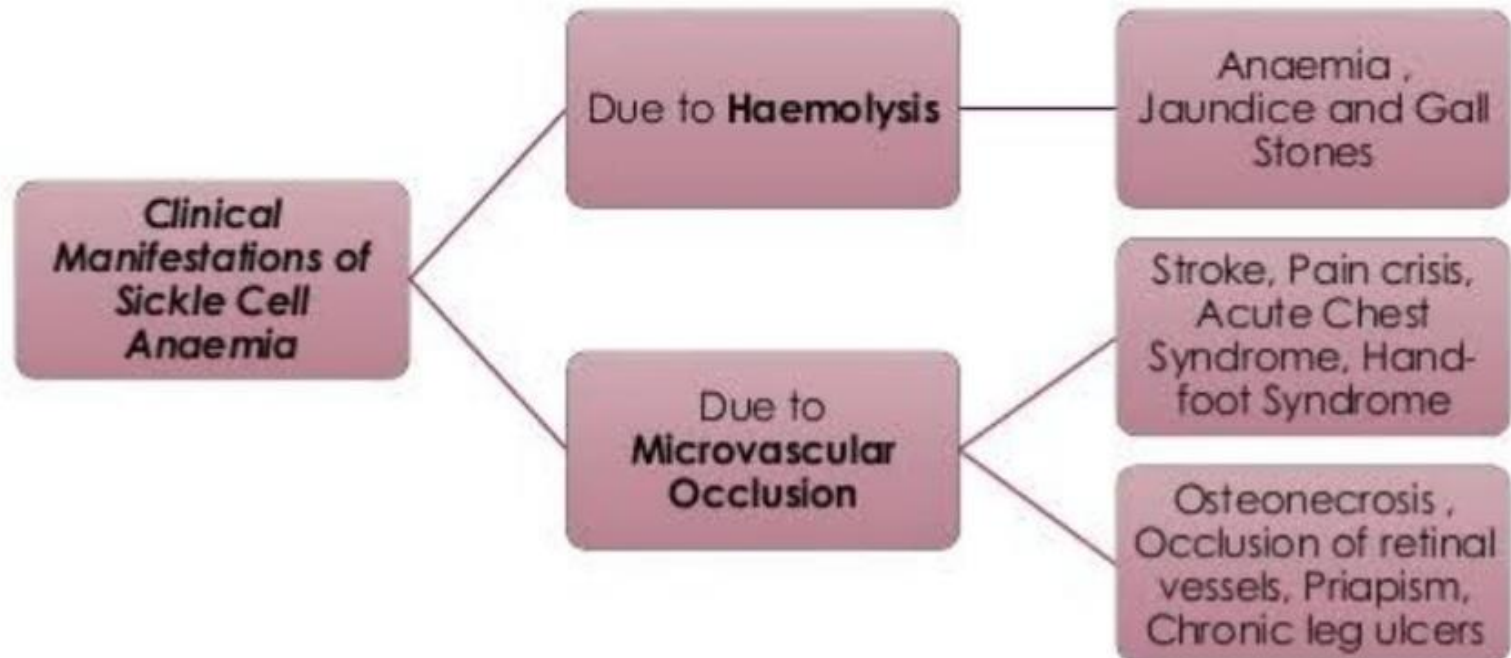 Clinical
Manifestations of
Sickle Cell
Anaemia
Due to Haemolysis
Anaemia ,
Jaundice and Gall
Stones
Due to
Microvascular
Occlusion
Stroke, Pain crisis,
Acute Chest
Syndrome, Hand-
foot Syndrome
Osteonecrosis ,
Occlusion of retinal
vessels, Priapism,
Chronic leg ulcers